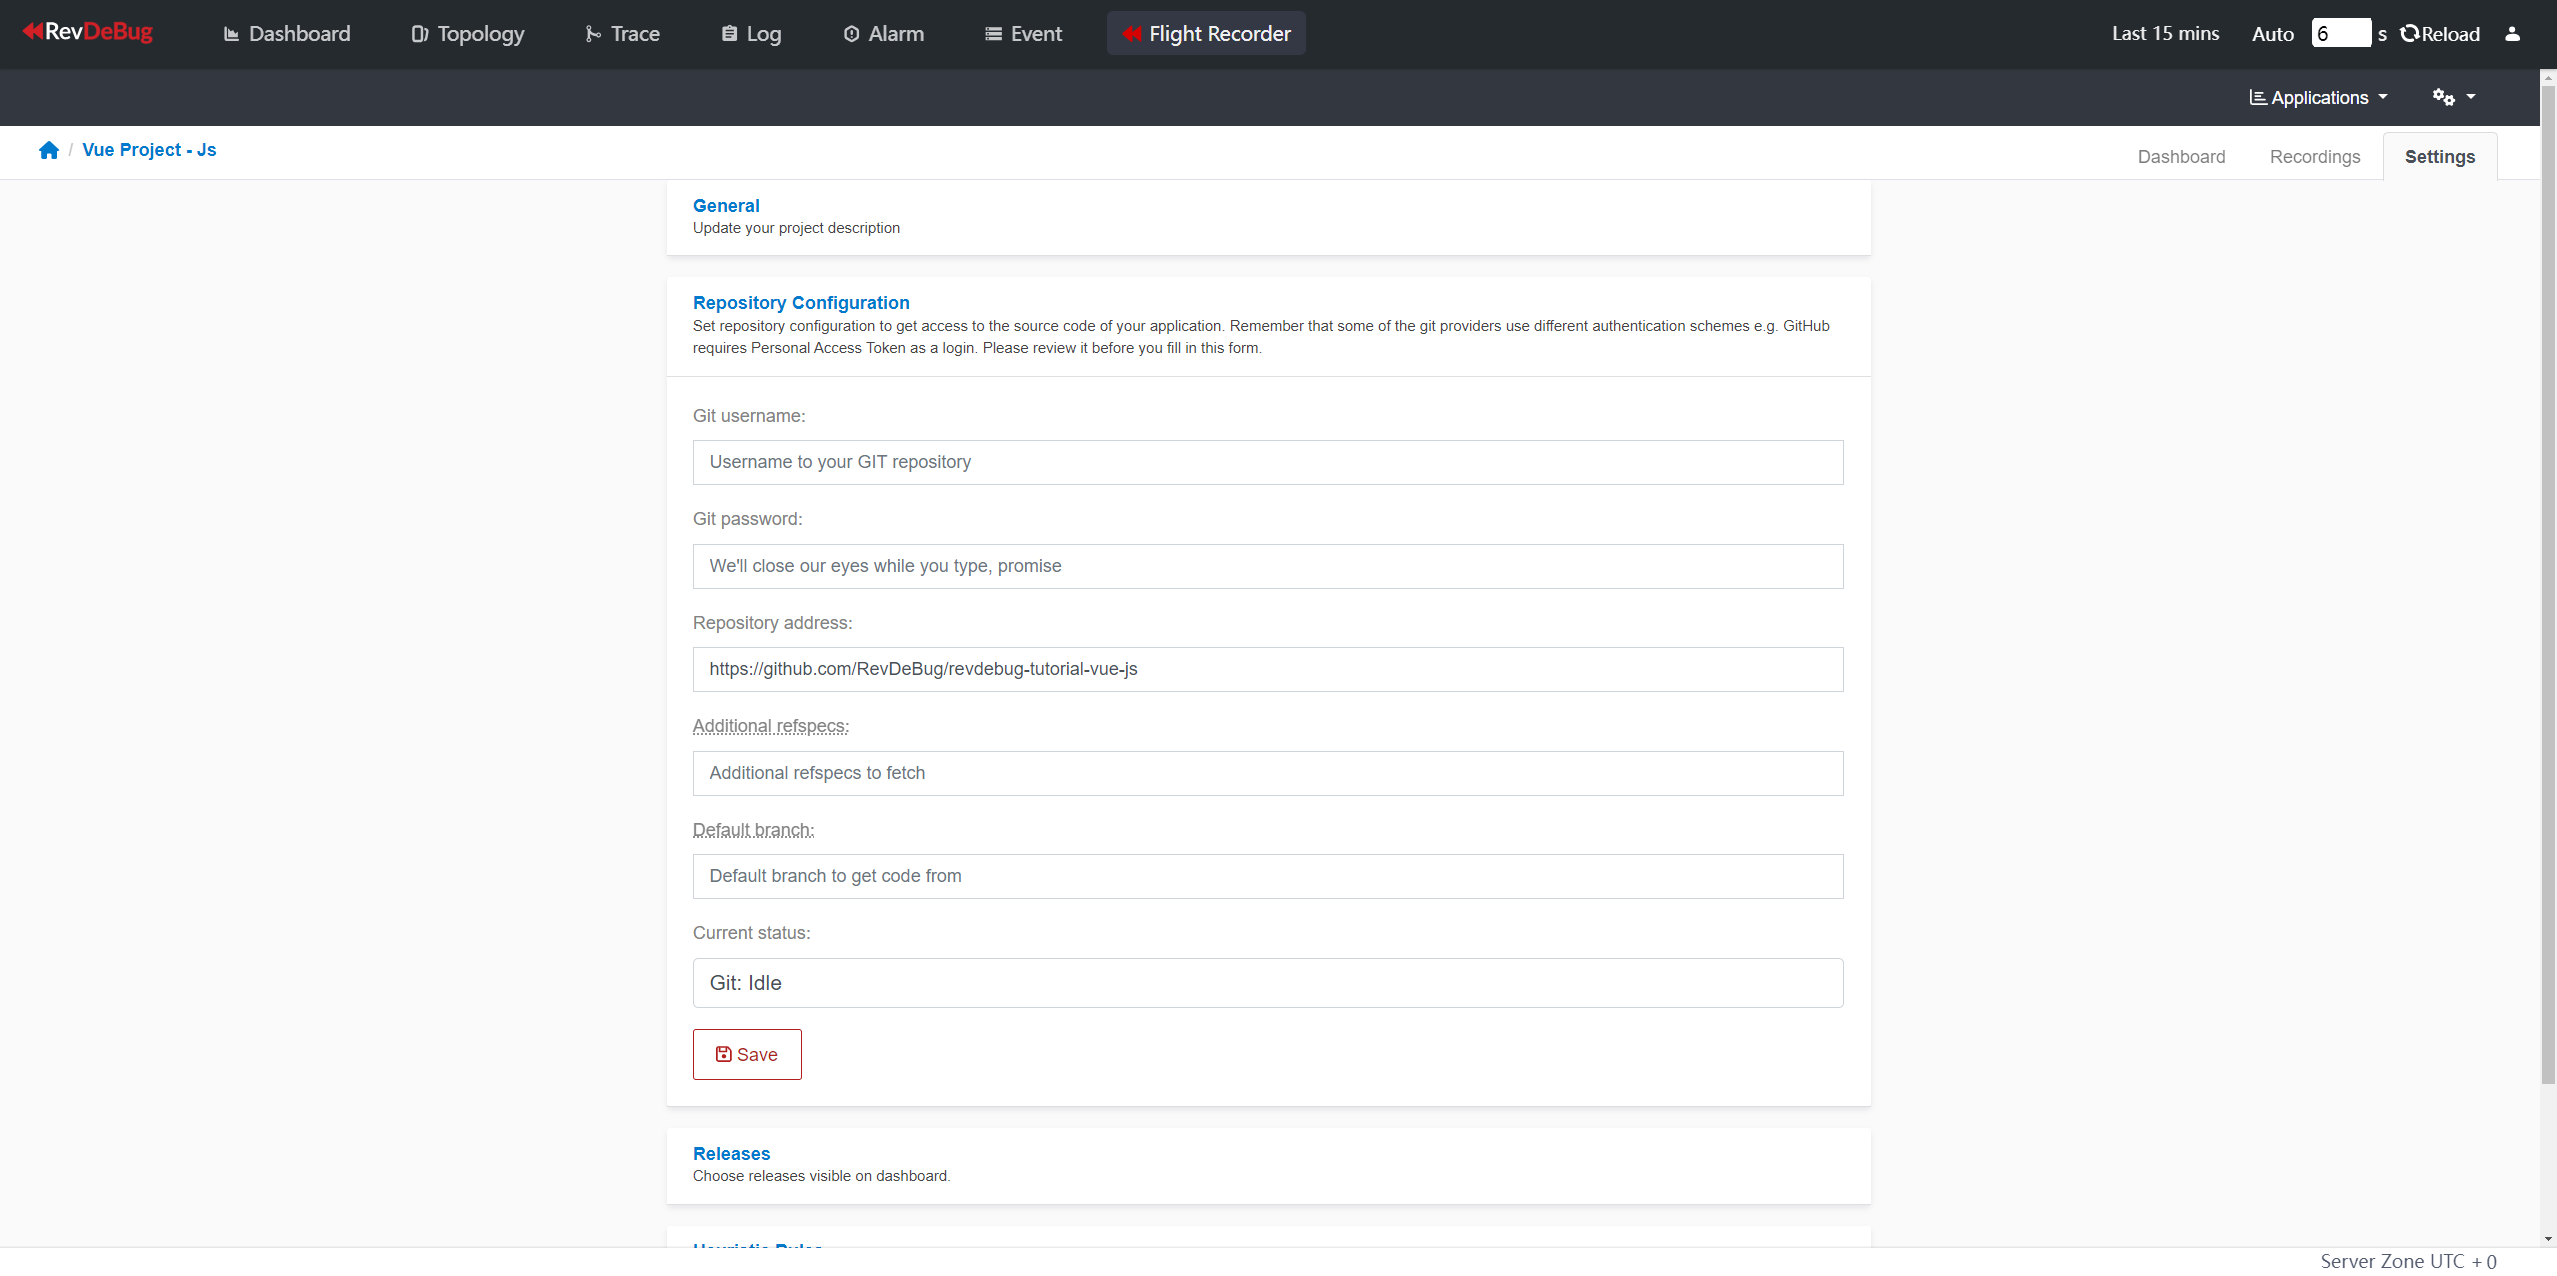 RevDeBug
Dashboard
Topology
Trace
Log
Alarm
Event
Flight Recorder
Last 15 mins
Auto 6 s
Reload
Applications
/ Vue Project - Js
Dashboard
Recordings
Settings
General
Update your project description
Repository Configuration
Set repository configuration to get access to the source code of your application. Remember that some of the git providers use different authentication schemes e.g. GitHub
requires Personal Access Token as a login. Please review it before you fill in this form.
Git username:
Username to your GIT repository
Git password:
We'll close our eyes while you type, promise
Repository address:
https://github.com/RevDeBug/revdebug-tutorial-vue-js
Additional refspecs:
Additional refspecs to fetch
Default branch:
Default branch to get code from
Current status:
Git: Idle
Save
Releases
Choose releases visible on dashboard.
Heuristic Rules
Server Zone UTC + 0